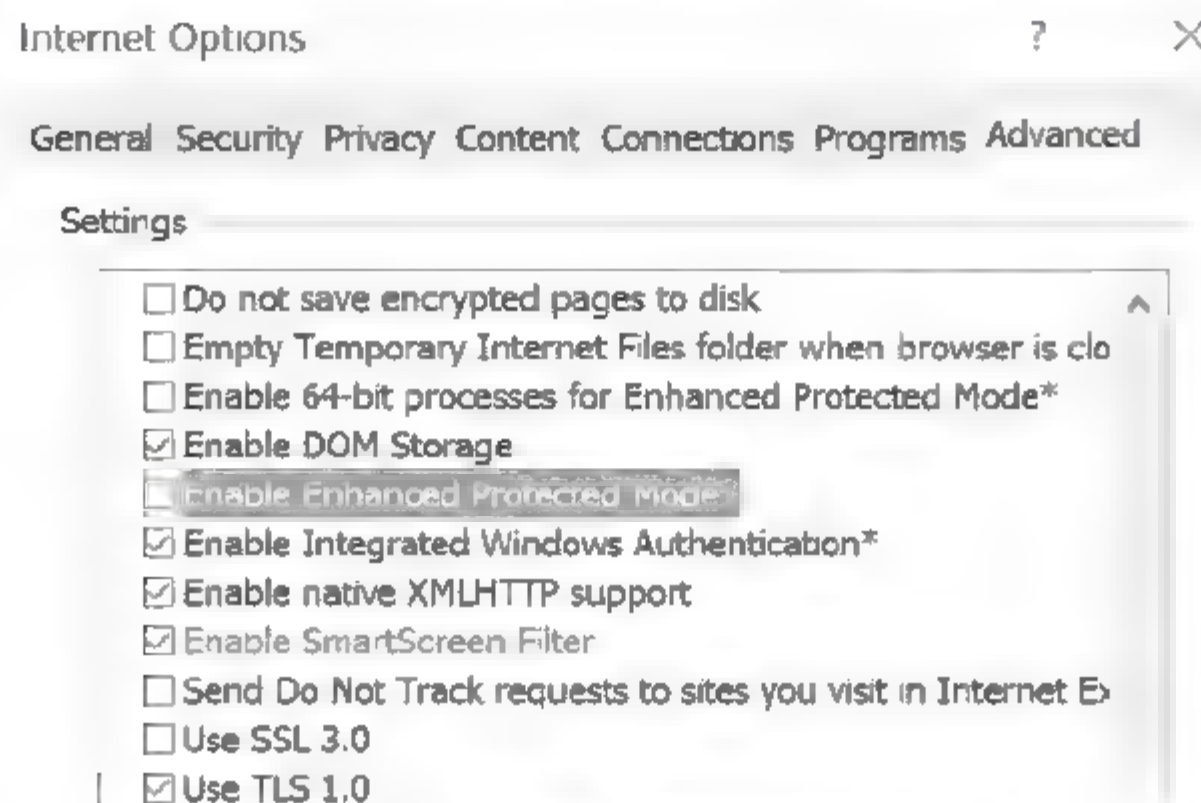 Internet Options ?
General Security Privacy Content Connections Programs Advanced
Settings
Do not save encrypted pages to disk
Empty Temporary Internet Files folder when browser is clo
Enable 64-bit processes for Enhanced Protected Mode*
Enable DOM Storage
Enable Enhanced Protected Mode*
Enable Integrated Windows Authentication*
Enable native XMLHTTP support
Enable SmartScreen Filter
Send Do Not Track requests to sites you visit in Internet Ex
Use SSL 3.0
Use TLS 1.0